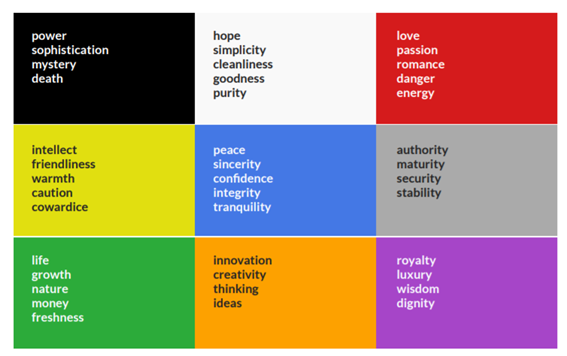 power
sophistication
mystery
death
hope
simplicity
cleanliness
goodness
purity
love
passion
romance
danger
energy
intellect
friendliness
warmth
caution
cowardice
peace
sincerity
confidence
integrity
tranquility
authority
maturity
security
stability
life
growth
nature
money
freshness
innovation
creativity
thinking
ideas
royalty
luxury
wisdom
dignity